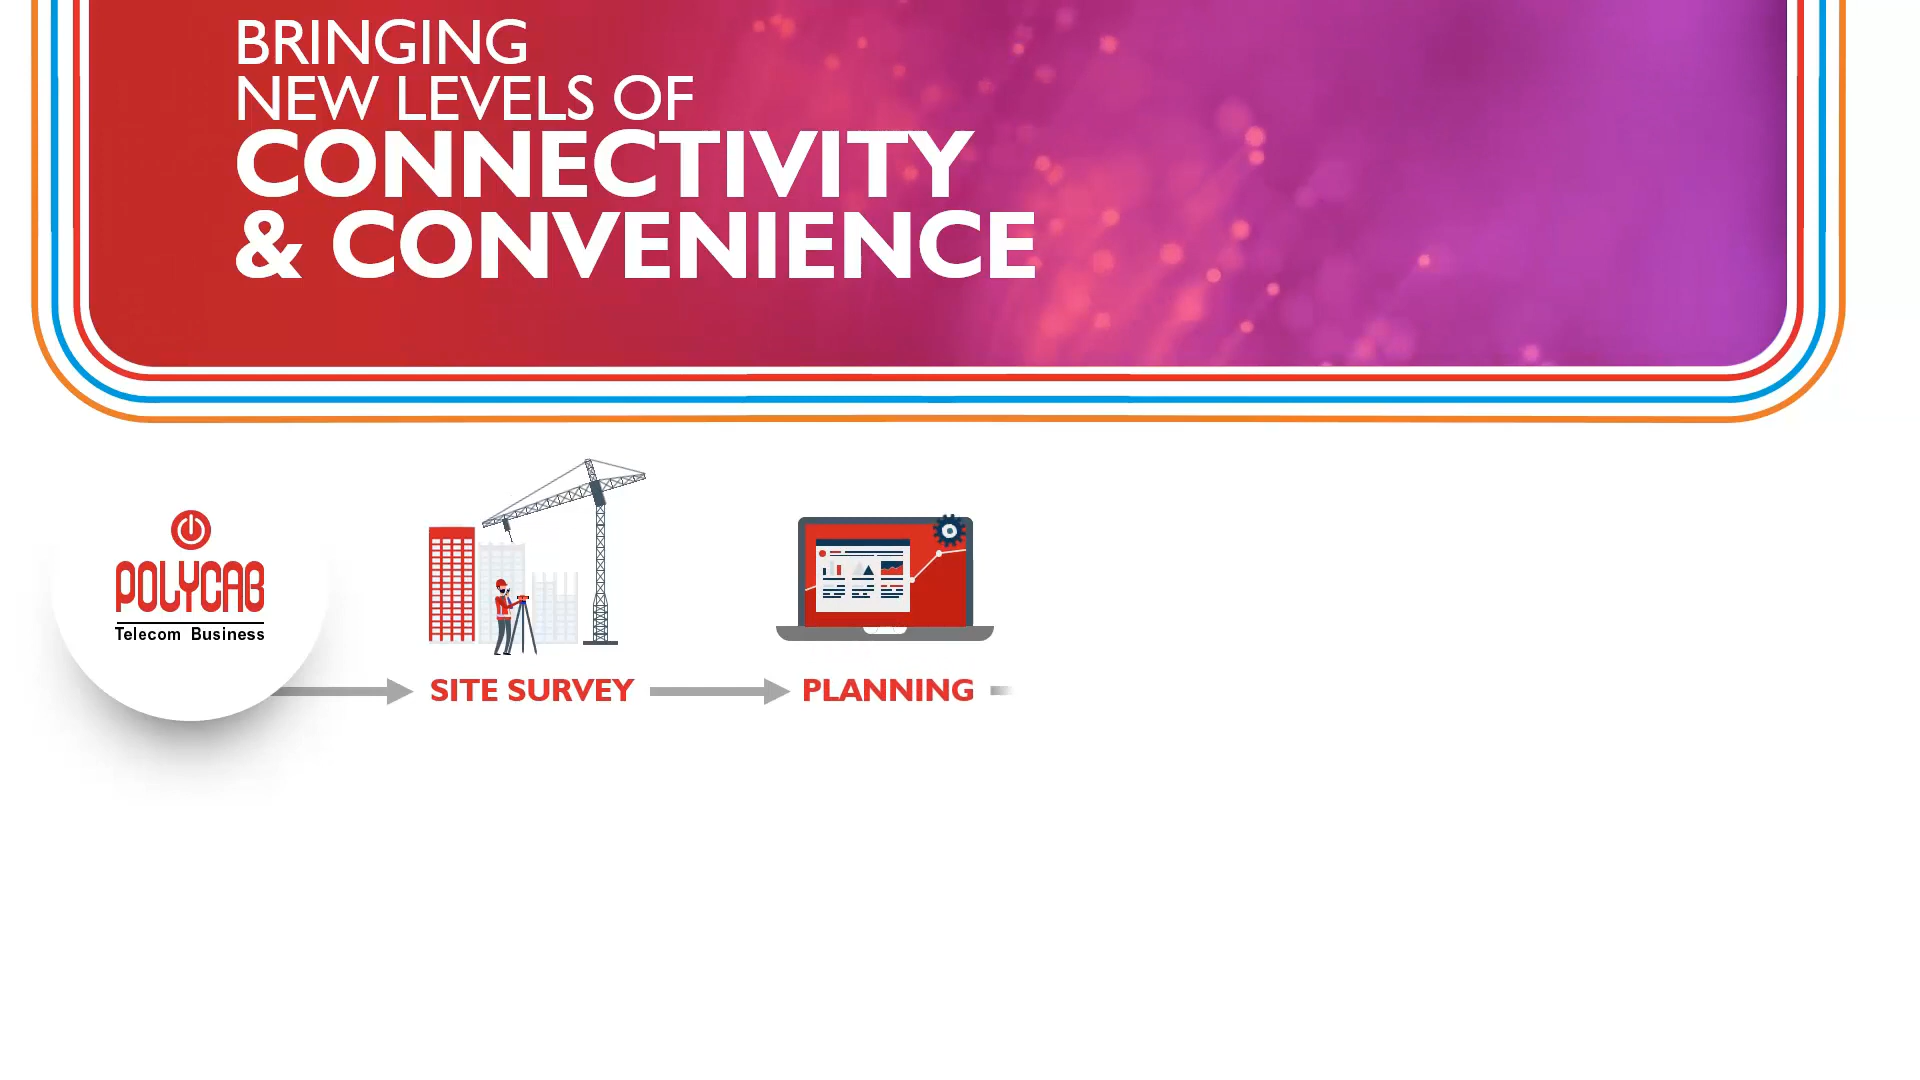 BRINGING
NEW LEVELS OF
CONNECTIVITY
& CONVENIENCE
POLYCAB
Telecom Business
SITE SURVEY
PLANNING